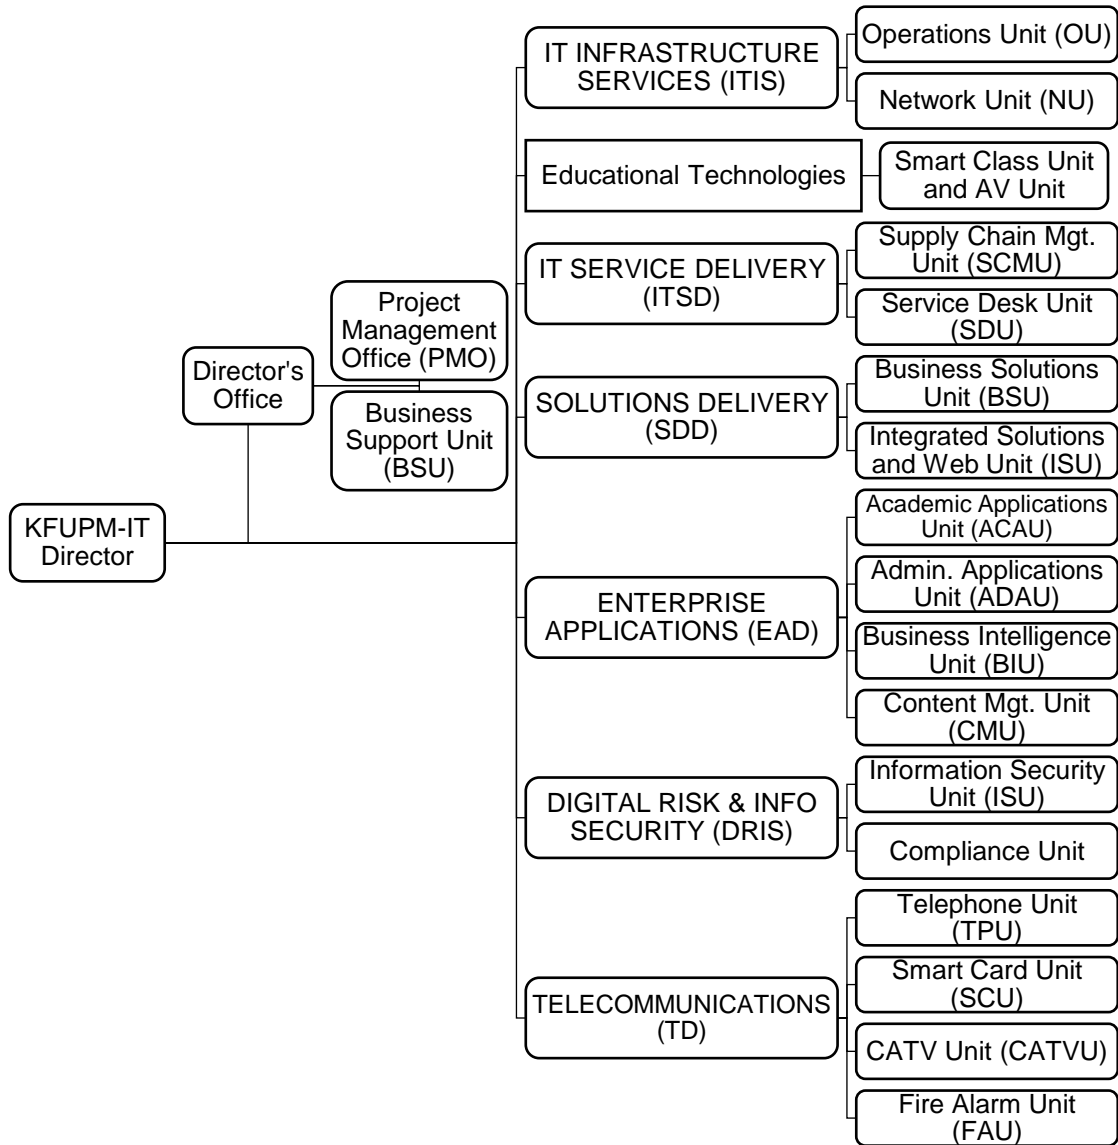 KFUPM-IT
Director
Director's
Office
Project
Management
Office (PMO)
Business
Support Unit
(BSU)
IT INFRASTRUCTURE
SERVICES (ITIS)
Operations Unit (OU)
Network Unit (NU)
Educational Technologies
Smart Class Unit
and AV Unit
IT SERVICE DELIVERY
(ITSD)
Supply Chain Mgt.
Unit (SCMU)
Service Desk Unit
(SDU)
SOLUTIONS DELIVERY
(SDD)
Business Solutions
Unit (BSU)
Integrated Solutions
and Web Unit (ISU)
ENTERPRISE
APPLICATIONS (EAD)
Academic Applications
Unit (ACAU)
Admin. Applications
Unit (ADAU)
Business Intelligence
Unit (BIU)
Content Mgt. Unit
(CMU)
DIGITAL RISK & INFO
SECURITY (DRIS)
Information Security
Unit (ISU)
Compliance Unit
TELECOMMUNICATIONS
(TD)
Telephone Unit
(TPU)
Smart Card Unit
(SCU)
CATV Unit (CATVU)
Fire Alarm Unit
(FAU)